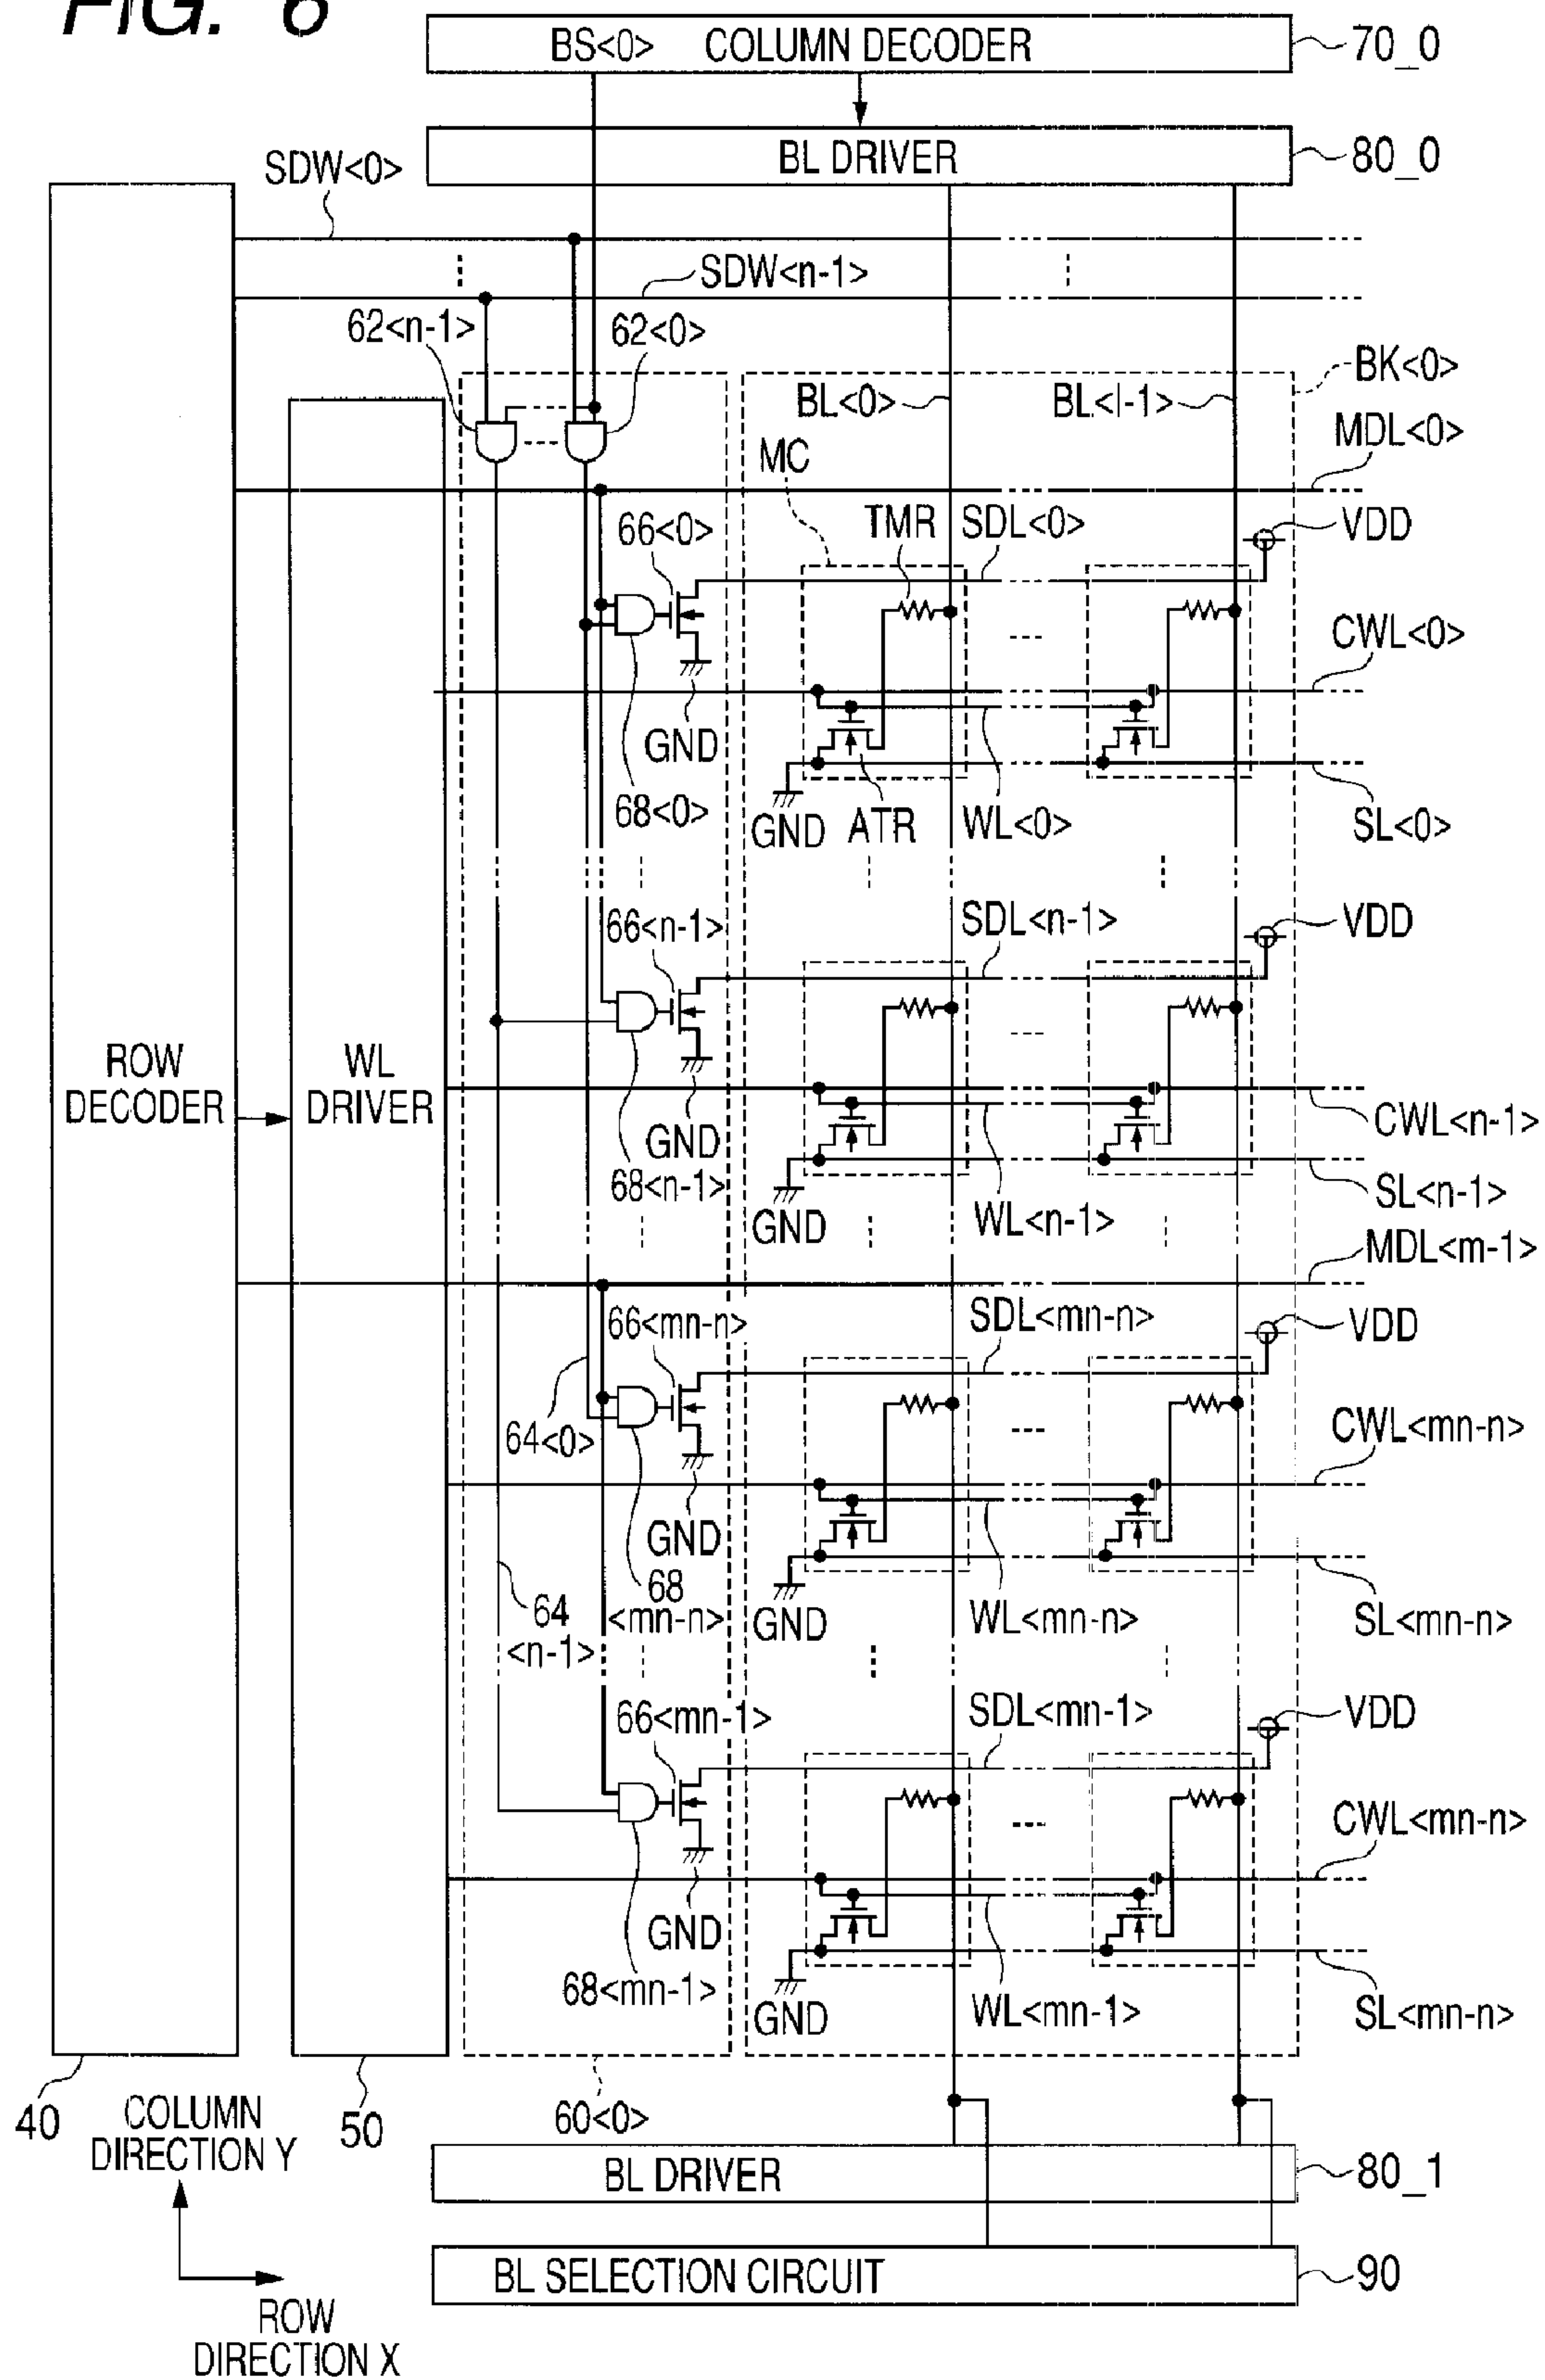 FIG. 6
BS<0> COLUMN DECODER
70_0
BL DRIVER
80_0
SDW<0>
SDW<n-1>
62<n-1>
62<0>
BK<0>
BL<0>
BL<l-1>
MDL<0>
MC
TMR
SDL<0>
VDD
66<0>
CWL<0>
GND
68<0>
GND
ATR
WL<0>
SL<0>
66<n-1>
SDL<n-1>
VDD
ROW
DECODER
WL
DRIVER
CWL<n-1>
GND
68<n-1>
SL<n-1>
GND
WL<n-1>
MDL<m-1>
66<mn-n>
SDL<mn-n>
VDD
64<0>
CWL<mn-n>
GND
68
<mn-n>
64
<n-1>
GND
WL<mn-n>
SL<mn-n>
66<mn-1>
SDL<mn-1>
VDD
CWL<mn-n>
GND
68<mn-1>
GND
WL<mn-1>
SL<mn-n>
40
50
60<0>
COLUMN
DIRECTION Y
BL DRIVER
80_1
BL SELECTION CIRCUIT
90
ROW
DIRECTION X